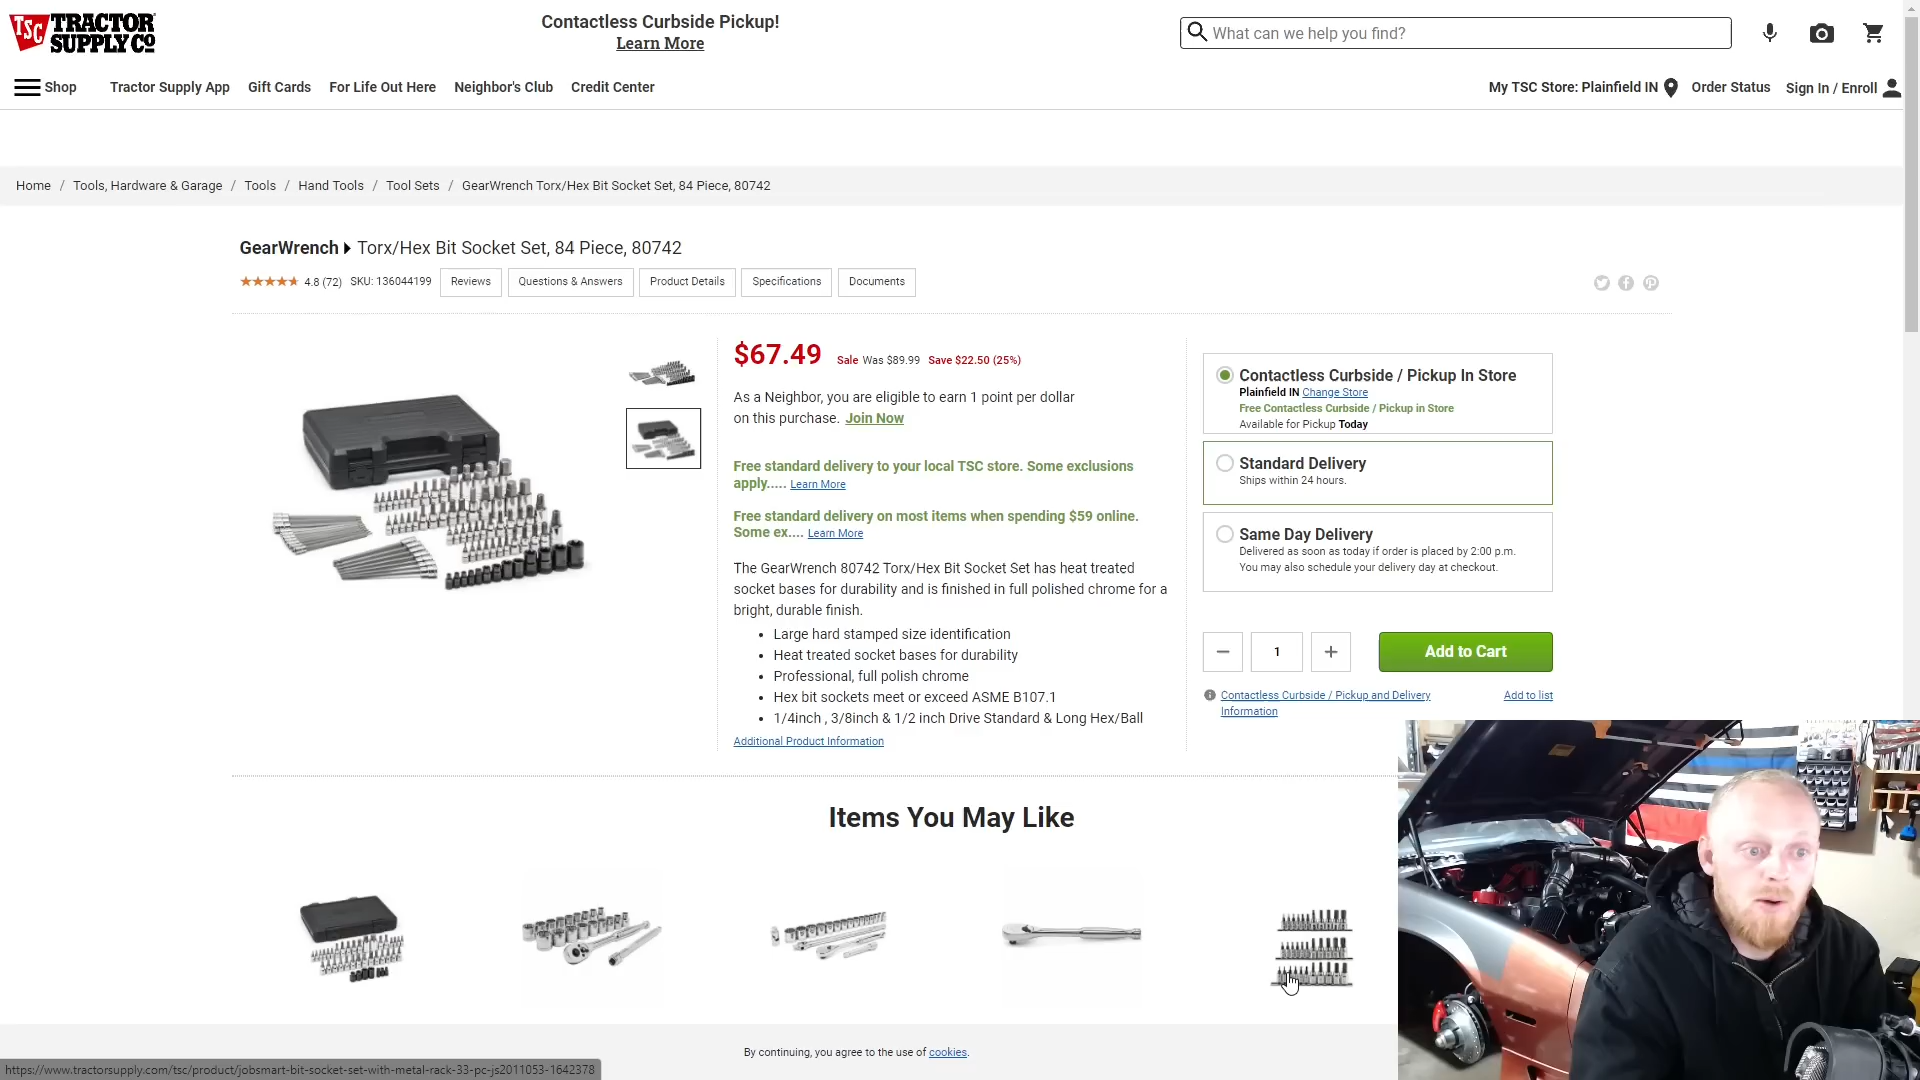 TSC TRACTOR SUPPLY CO
Contactless Curbside Pickup!
Learn More
What can we help you find?
Shop
Tractor Supply App
Gift Cards
For Life Out Here
Neighbor's Club
Credit Center
My TSC Store: Plainfield IN
Order Status
Sign In / Enroll
Home / Tools, Hardware & Garage / Tools / Hand Tools / Tool Sets / GearWrench Torx/Hex Bit Socket Set, 84 Piece, 80742
GearWrench Torx/Hex Bit Socket Set, 84 Piece, 80742
4.8 (72) SKU: 136044199
Reviews
Questions & Answers
Product Details
Specifications
Documents
$67.49 Sale Was $89.99 Save $22.50 (25%)
As a Neighbor, you are eligible to earn 1 point per dollar
on this purchase. Join Now
Free standard delivery to your local TSC store. Some exclusions
apply..... Learn More
Free standard delivery on most items when spending $59 online.
Some ex.... Learn More
The GearWrench 80742 Torx/Hex Bit Socket Set has heat treated
socket bases for durability and is finished in full polished chrome for a
bright, durable finish.
• Large hard stamped size identification
• Heat treated socket bases for durability
• Professional, full polish chrome
• Hex bit sockets meet or exceed ASME B107.1
• 1/4inch , 3/8inch & 1/2 inch Drive Standard & Long Hex/Ball
Additional Product Information
Contactless Curbside / Pickup In Store
Plainfield IN Change Store
Free Contactless Curbside / Pickup in Store
Available for Pickup Today
Standard Delivery
Ships within 24 hours.
Same Day Delivery
Delivered as soon as today if order is placed by 2:00 p.m.
You may also schedule your delivery day at checkout.
1
Add to Cart
Contactless Curbside / Pickup and Delivery
Information
Add to list
Items You May Like
By continuing, you agree to the use of cookies.
https://www.tractorsupply.com/tsc/product/jobsmart-bit-socket-set-with-metal-rack-33-pc-js2011053-1642378